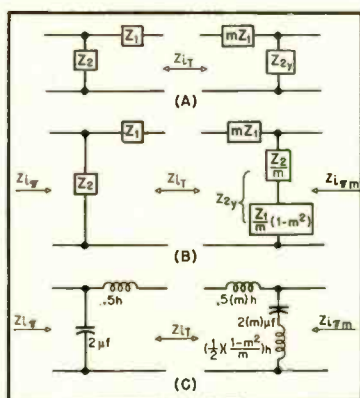 Z1 mZ1
Z2 Z2y
ZiT
(A)
Z1 mZ1
Ziπ Z2 ZiT Z2/m Ziπm
Z2y
Z1/m (1-m²)
(B)
.5h .5(m)h
Ziπ 2μf ZiT 2(m)μf Ziπm
(1/2)(1-m²/m)h
(C)